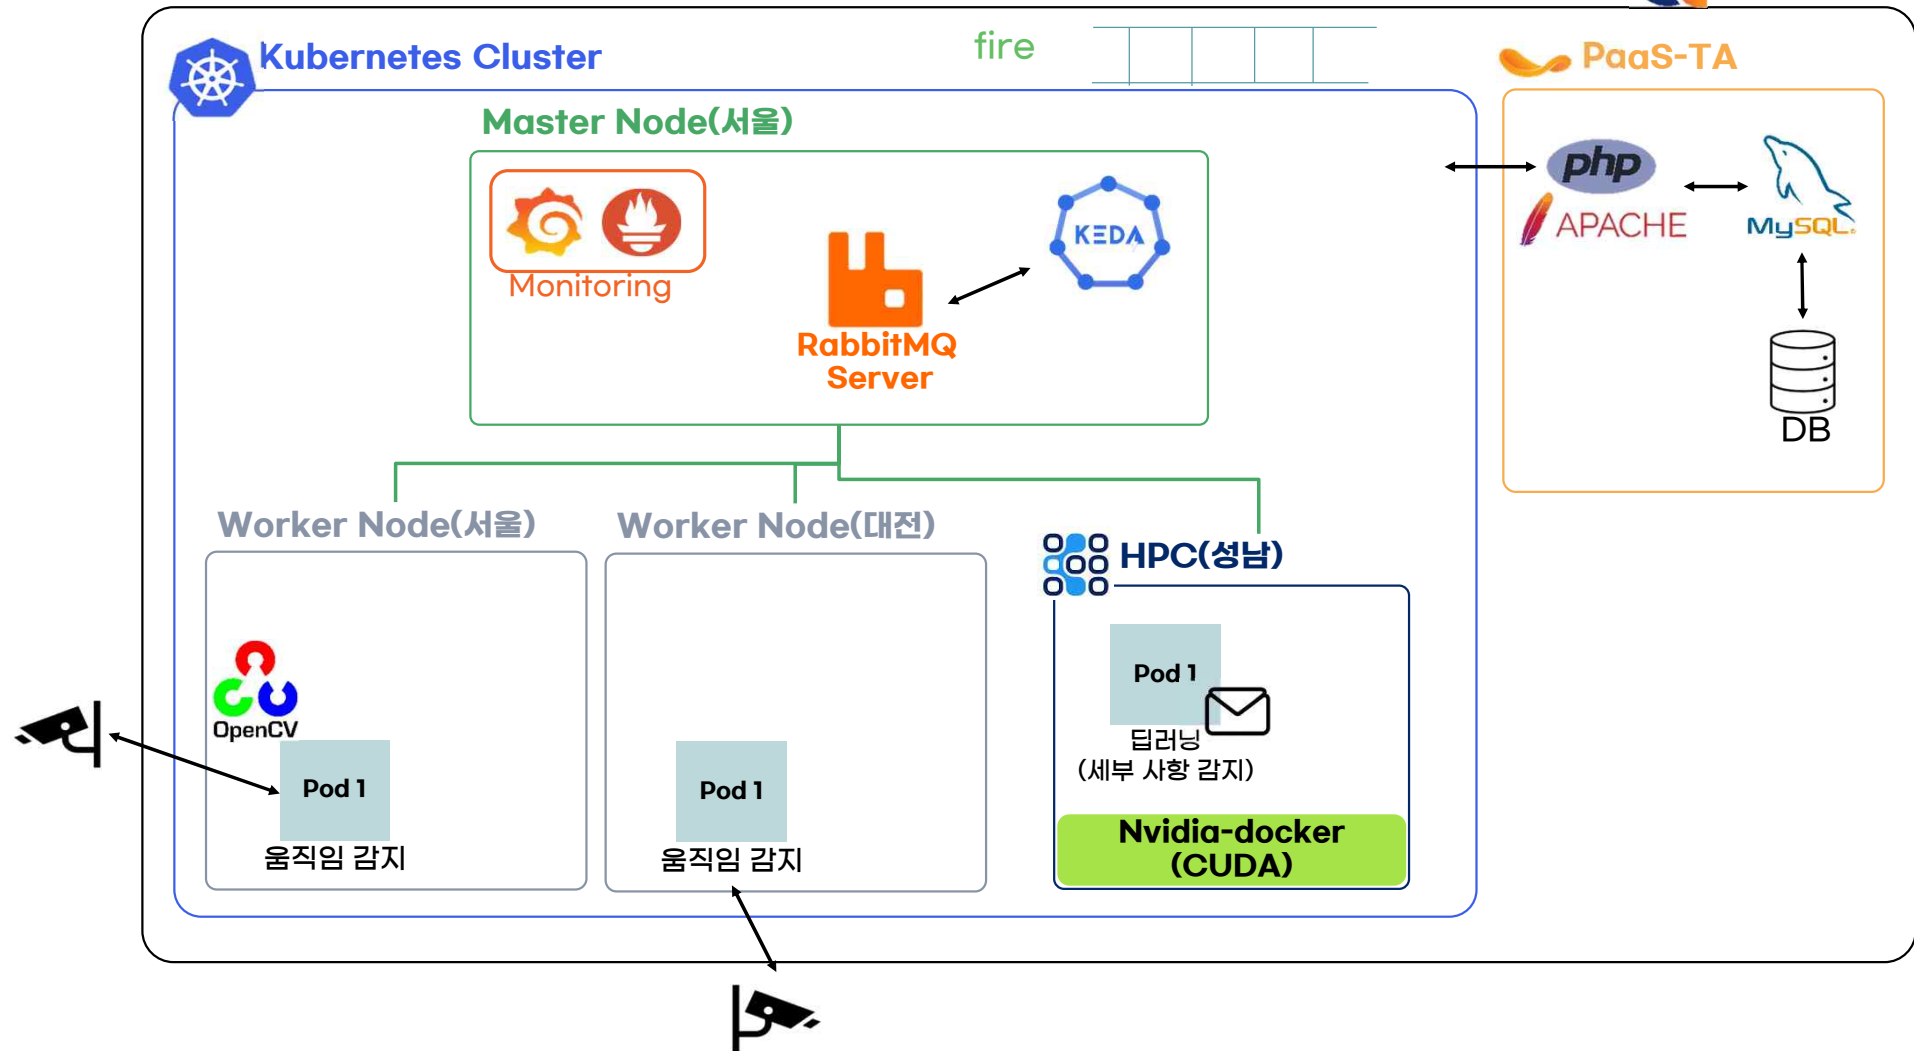 Kubernetes Cluster
fire
PaaS-TA
Master Node(서울)
Monitoring
RabbitMQ
Server
KEDA
php
APACHE
MySQL
DB
Worker Node(서울)
OpenCV
Pod 1
움직임 감지
Worker Node(대전)
Pod 1
움직임 감지
HPC(성남)
Pod 1
딥러닝
(세부 사항 감지)
Nvidia-docker
(CUDA)